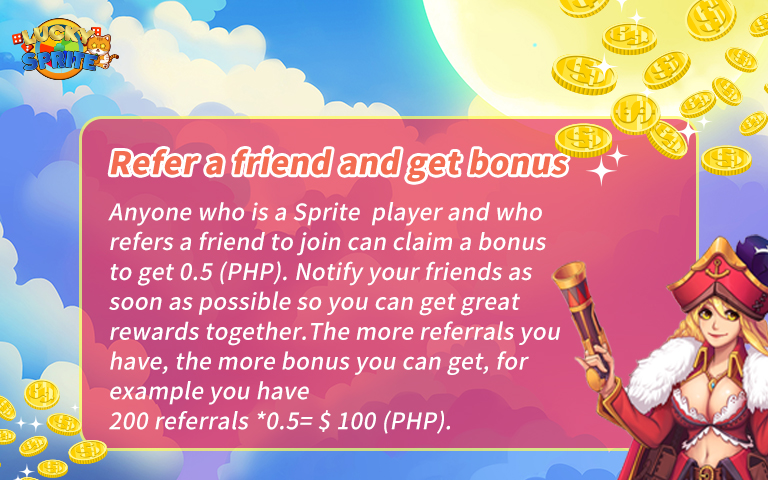 LUCKY
SPRITE
Refer a friend and get bonus
Anyone who is a Sprite  player and who
refers a friend to join can claim a bonus
to get 0.5 (PHP). Notify your friends as
soon as possible so you can get great
rewards together.The more referrals you
have, the more bonus you can get, for
example you have
200 referrals *0.5= $ 100 (PHP).